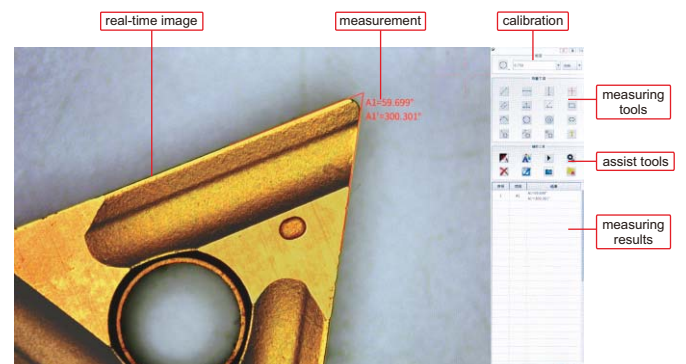 real-time image
measurement
calibration
A1=59.699°
A1'=300.301°
measuring
tools
assist tools
measuring
results